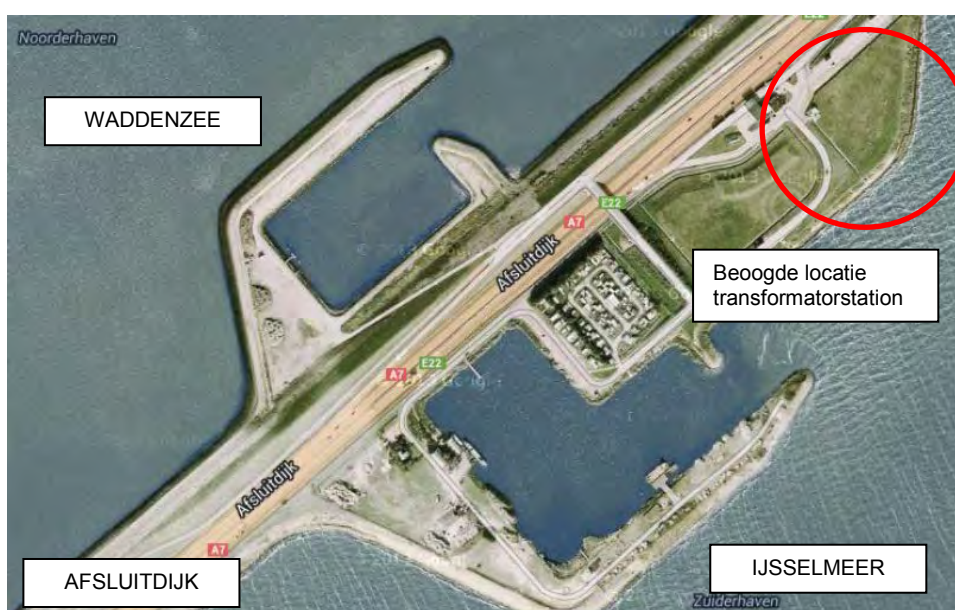 Noorderhaven
E22
WADDENZEE
E22
A7
Afsluitdijk
Beoogde locatie
transformatorstation
E22
A7
Afsluitdijk
A7
AFSLUITDIJK
IJSSELMEER
Zuiderhaven